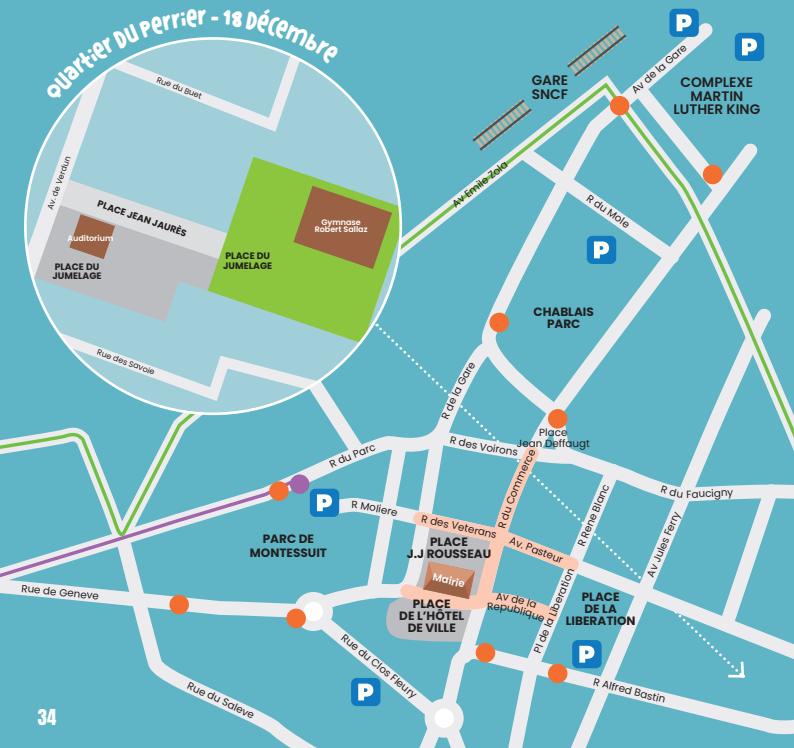 Quartier du Perrier - 18 Décembre
P
P
GARE
SNCF
Av de la Gare
COMPLEXE
MARTIN
LUTHER KING
Rue du Buet
Av. de Verdun
PLACE JEAN JAURÈS
Auditorium
PLACE DU
JUMELAGE
PLACE DU
JUMELAGE
Gymnase
Robert Sallaz
Rue des Savoie
Av Emile Zola
R du Mole
P
CHABLAIS
PARC
R de la Gare
Place
Jean Deffaugt
R des Voirons
R du Parc
R du Commerce
R du Faucigny
P
R Moliere
R des Veterans
Av. Pasteur
R Rene Blanc
Av Jules Ferry
PARC DE
MONTESSUIT
PLACE
J.J ROUSSEAU
Mairie
Rue de Geneve
PLACE
DE L'HÔTEL
DE VILLE
Av de la
Republique
Pl de la Liberation
PLACE
DE LA
LIBERATION
P
Rue du Clos Fleury
P
Rue du Saleve
R Alfred Bastin
34